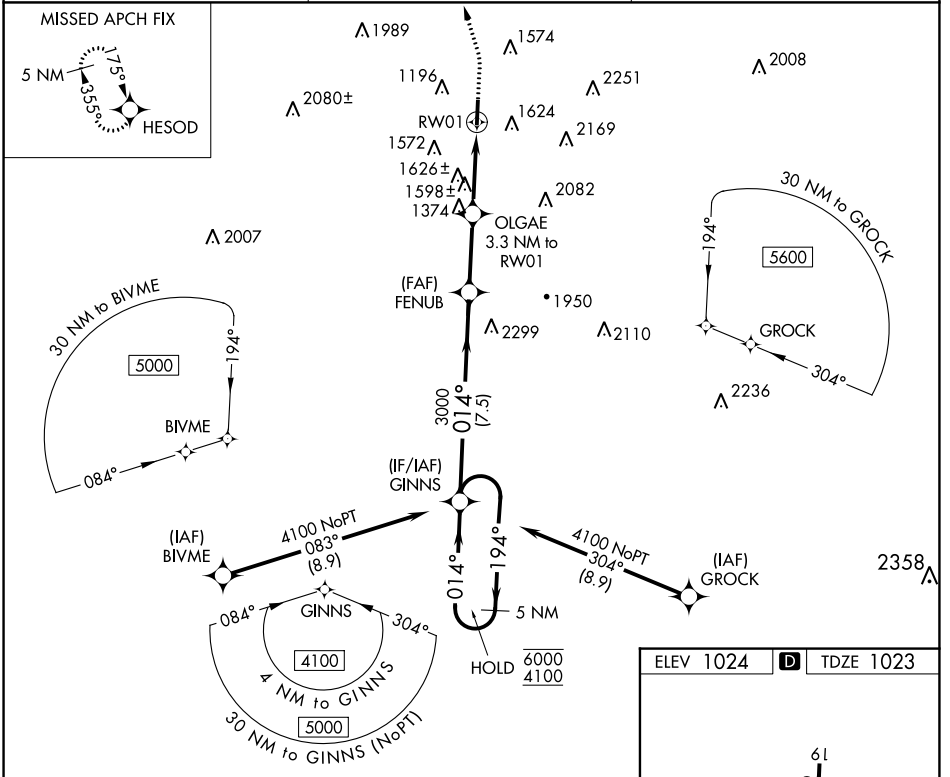 MISSED APCH FIX
5 NM
175°
355°
HESOD
1989
1574
2008
1196
2251
2080±
RW01
1624
2169
1572
1626±
1598±
1374
2082
OLGAE
3.3 NM to
RW01
30 NM to GROCK
194°
5600
GROCK
304°
2007
(FAF)
FENUB
1950
2299
2110
2236
30 NM to BIVME
5000
194°
BIVME
084°
3000
014°
(7.5)
(IF/IAF)
GINNS
(IAF)
BIVME
4100 NoPT
083°
(8.9)
4100 NoPT
304°
(8.9)
(IAF)
GROCK
2358
014°
194°
5 NM
HOLD
6000
4100
084°
GINNS
304°
4100
4 NM to GINNS
5000
30 NM to GINNS (NoPT)
ELEV 1024 D TDZE 1023
19